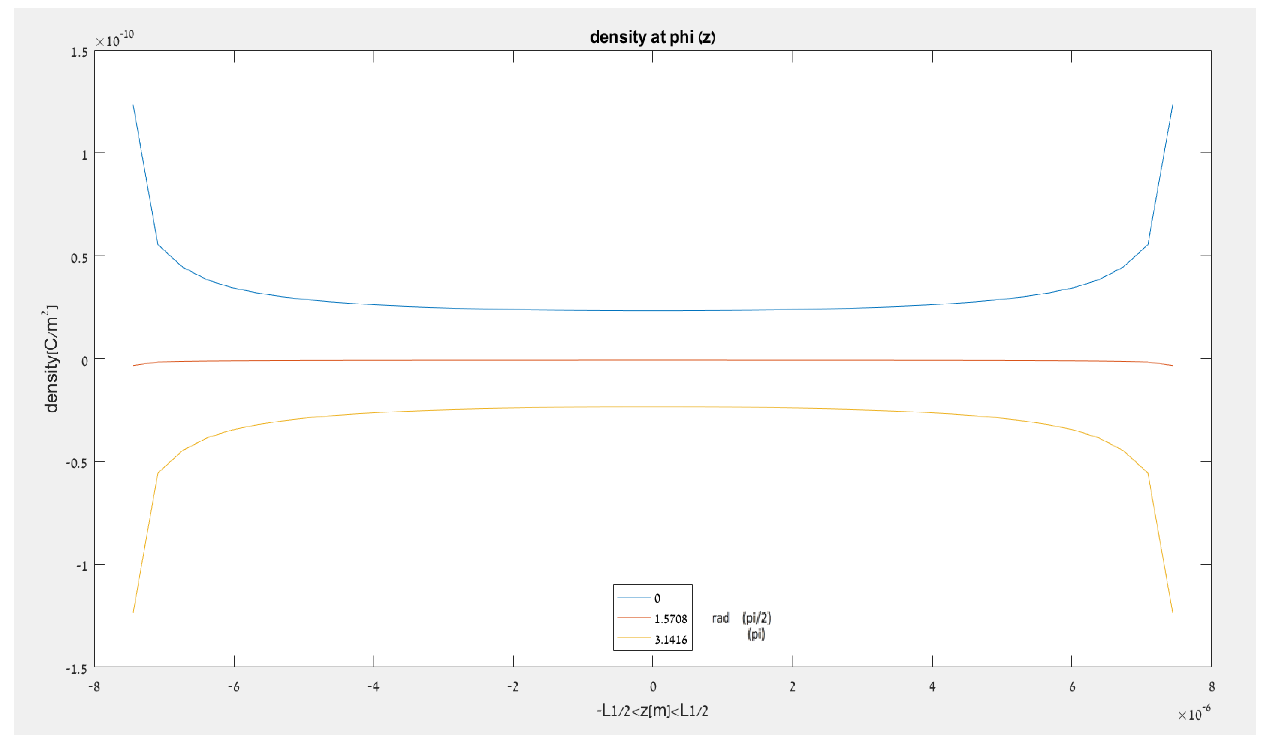 density at phi (z)
×10-10
1.5
1
0.5
0
-0.5
-1
-1.5
density[C/m2]
0
1.5708 rad (pi/2)
3.1416 (pi)
-8 -6 -4 -2 0 2 4 6 8
-L1/2<z[m]<L1/2
×10-6